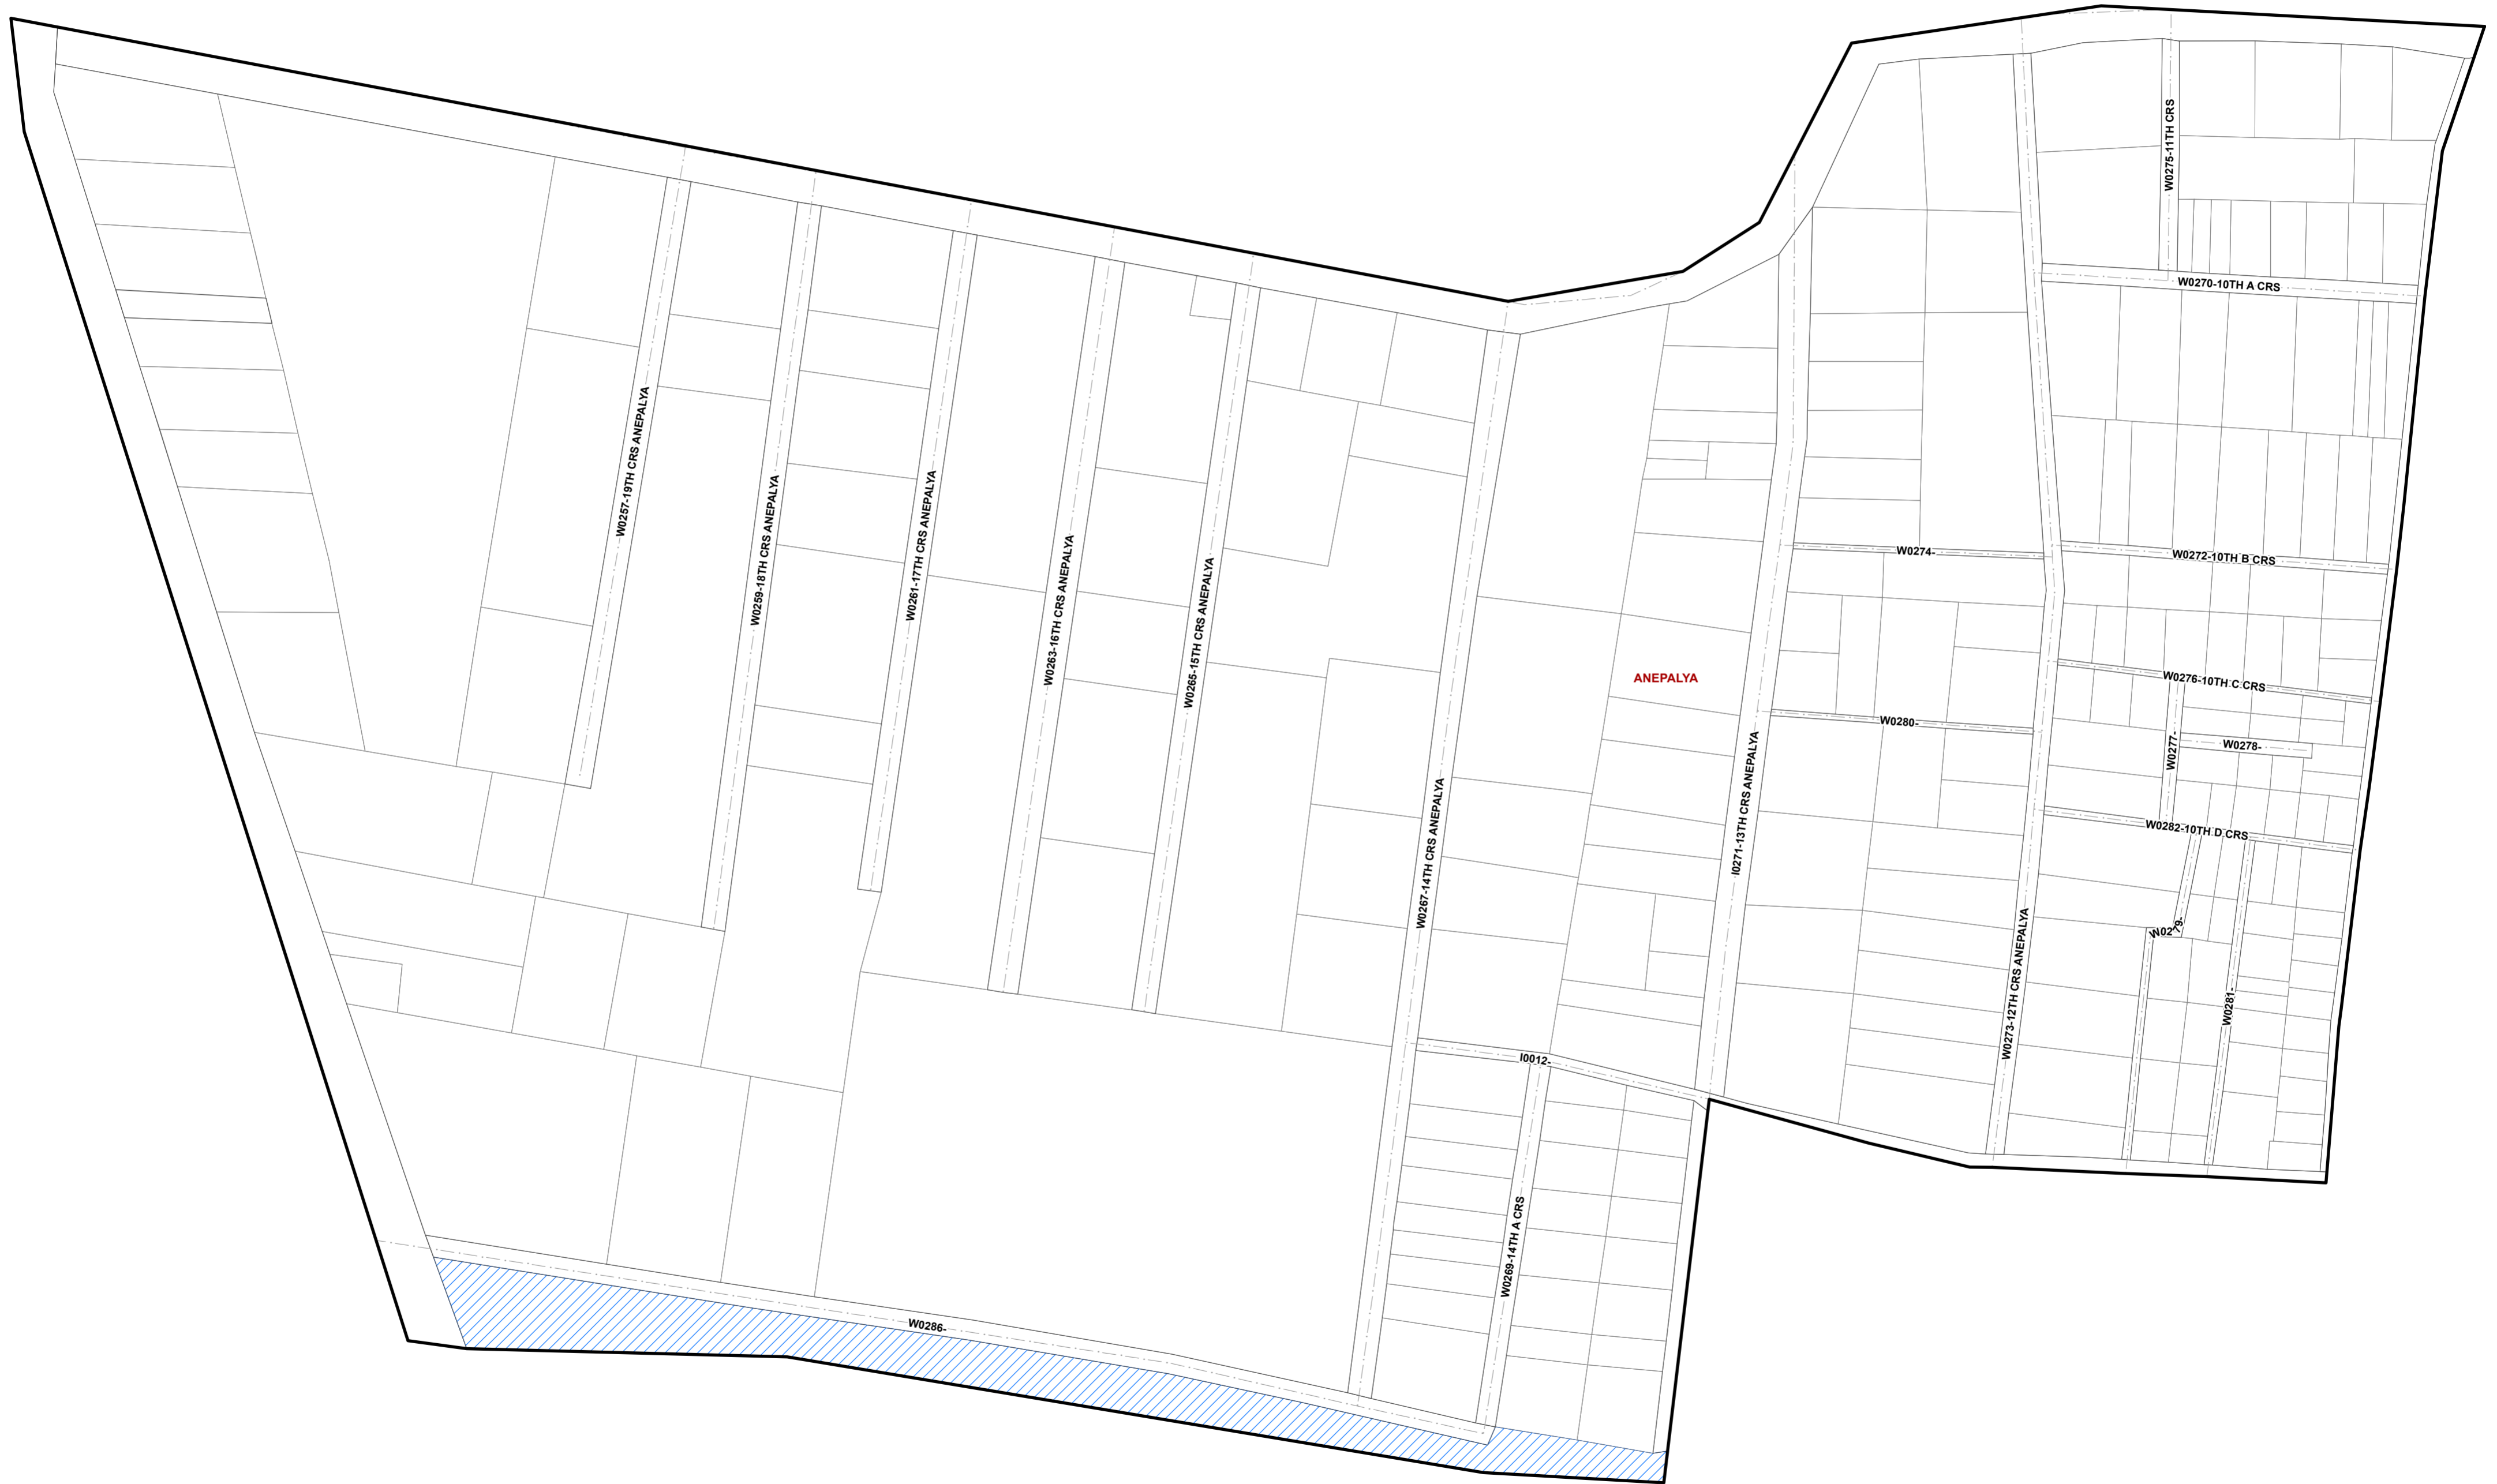 W0275-11TH CRS
W0270-10TH A CRS
W0257-19TH CRS ANEPALYA
W0259-18TH CRS ANEPALYA
W0261-17TH CRS ANEPALYA
W0263-16TH CRS ANEPALYA
W0265-15TH CRS ANEPALYA
W0274-
W0272-10TH B CRS
ANEPALYA
W0276-10TH C CRS
W0280-
W0277-
W0278-
W0267-14TH CRS ANEPALYA
I0271-13TH CRS ANEPALYA
W0282-10TH D CRS
W0279-
W0273-12TH CRS ANEPALYA
W0281-
I0012-
W0269-14TH A CRS
W0286-